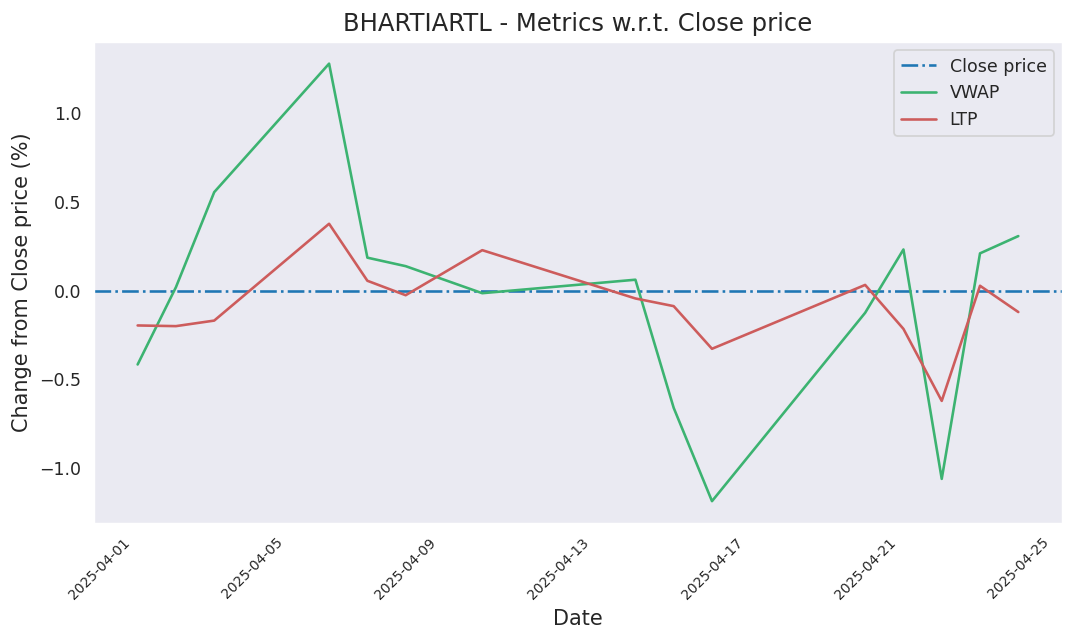 BHARTIARTL - Metrics w.r.t. Close price
Close price
VWAP
LTP
Change from Close price (%)
1.0
0.5
0.0
−0.5
−1.0
2025-04-01
2025-04-05
2025-04-09
2025-04-13
2025-04-17
2025-04-21
2025-04-25
Date